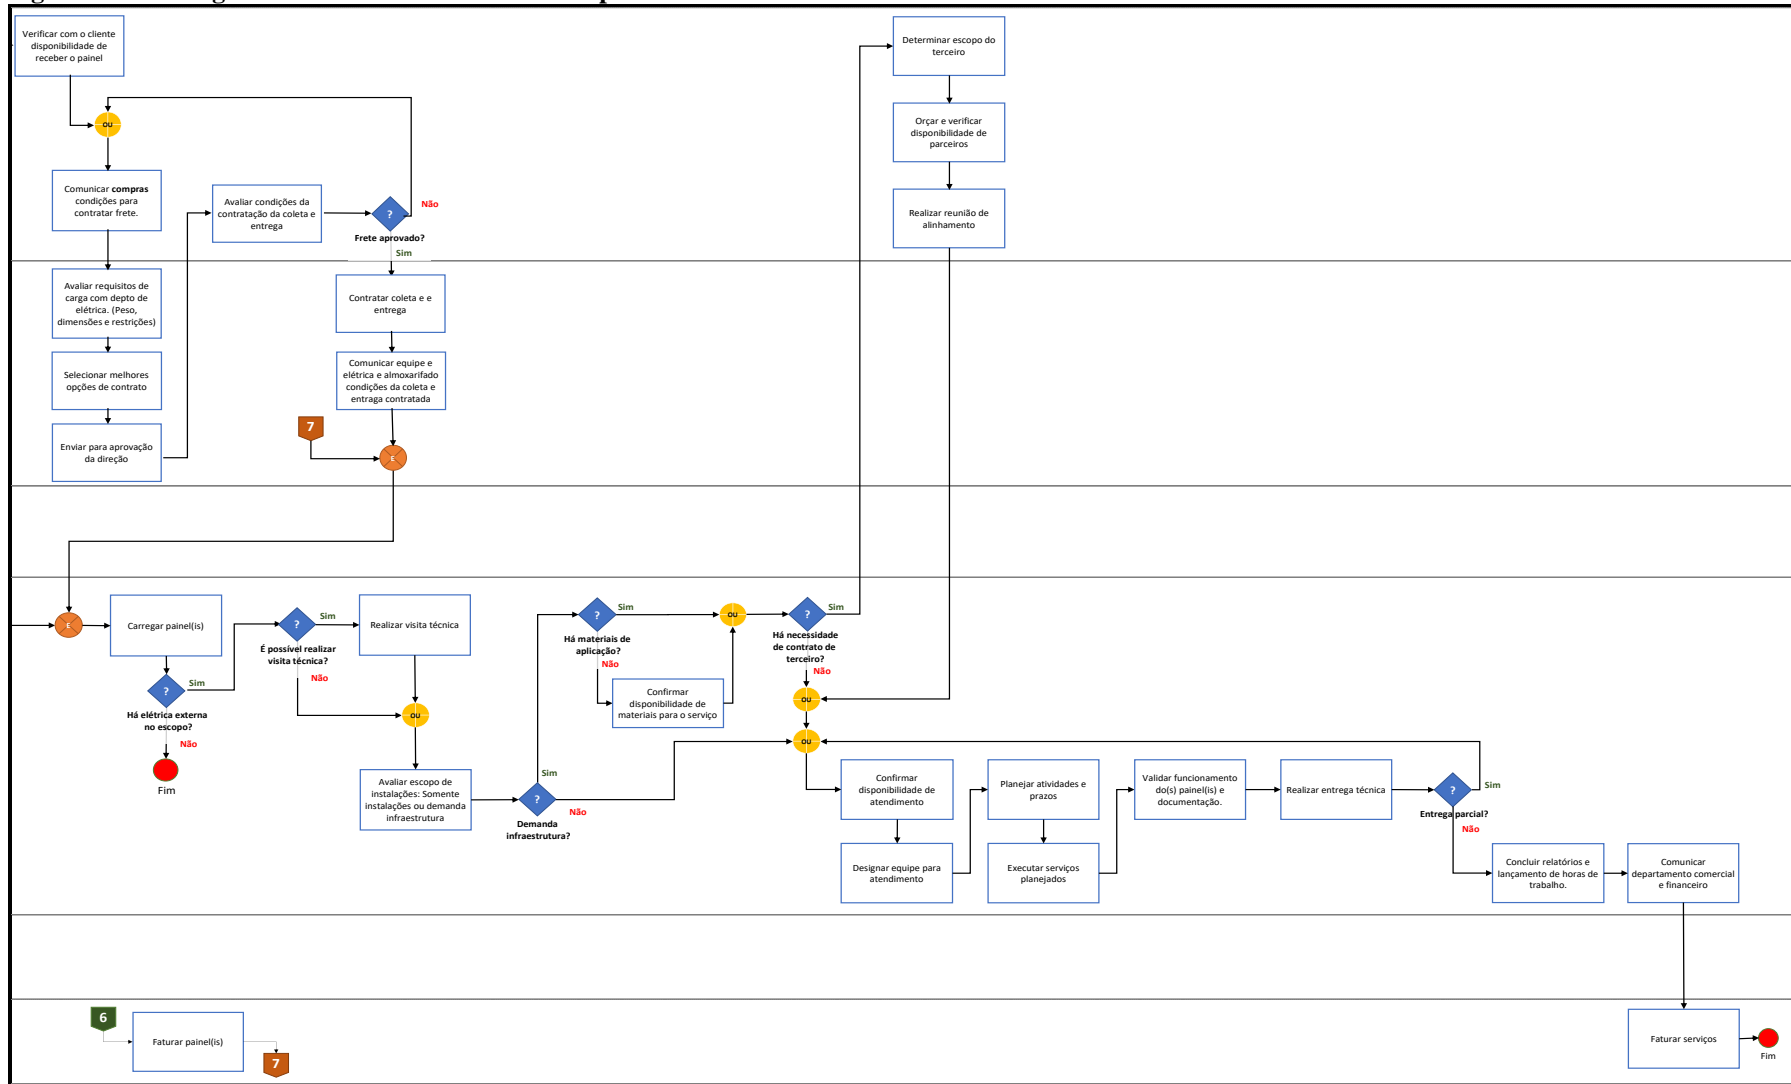 Verificar com o cliente
disponibilidade de
receber o painel
OU
Comunicar compras
condições para
contratar frete.
Avaliar condições da
contratação da coleta e
entrega
?
Não
Frete aprovado?
Sim
Determinar escopo do
terceiro
Orçar e verificar
disponibilidade de
parceiros
Realizar reunião de
alinhamento
Avaliar requisitos de
carga com depto de
elétrica. (Peso,
dimensões e restrições)
Selecionar melhores
opções de contrato
Enviar para aprovação
da direção
Contratar coleta e e
entrega
Comunicar equipe e
elétrica e almoxarifado
condições da coleta e
entraga contratada
7
E
E
Carregar painel(is)
?
Sim
Há elétrica externa
no escopo?
Não
Fim
?
Sim
É possível realizar
visita técnica?
Não
Realizar visita técnica
OU
Avaliar escopo de
instalações: Somente
instalações ou demanda
infraestrutura
?
Sim
Não
Demanda
infraestrutura?
?
Sim
Há materiais de
aplicação?
Não
Confirmar
disponibilidade de
materiais para o serviço
OU
?
Sim
Há necessidade
de contrato de
terceiro?
Não
OU
OU
Confirmar
disponibilidade de
atendimento
Designar equipe para
atendimento
Planejar atividades e
prazos
Executar serviços
planejados
Validar funcionamento
do(s) painel(is) e
documentação.
Realizar entrega técnica
?
Sim
Entrega parcial?
Não
Concluir relatórios e
lançamento de horas de
trabalho.
Comunicar
departamento comercial
e financeiro
6
Faturar painel(is)
7
Faturar serviços
Fim